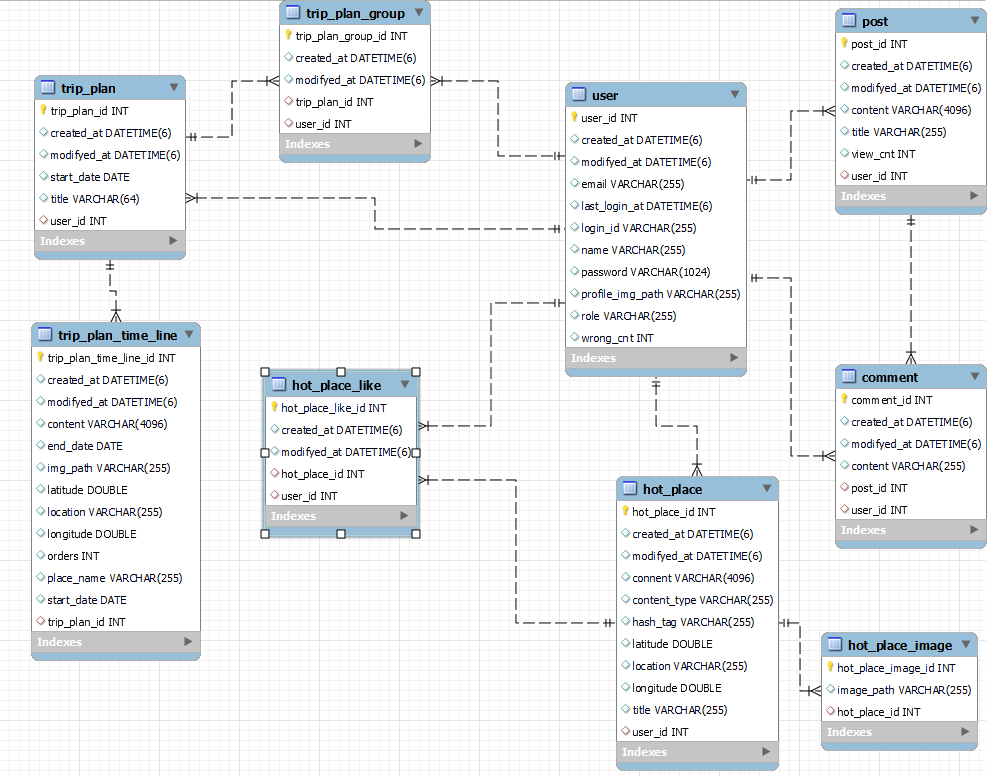 trip_plan_group
trip_plan_group_id INT
created_at DATETIME(6)
modifyed_at DATETIME(6)
trip_plan_id INT
user_id INT
Indexes
post
post_id INT
created_at DATETIME(6)
modifyed_at DATETIME(6)
content VARCHAR(4096)
title VARCHAR(255)
view_cnt INT
user_id INT
Indexes
trip_plan
trip_plan_id INT
created_at DATETIME(6)
modifyed_at DATETIME(6)
start_date DATE
title VARCHAR(64)
user_id INT
Indexes
user
user_id INT
created_at DATETIME(6)
modifyed_at DATETIME(6)
email VARCHAR(255)
last_login_at DATETIME(6)
login_id VARCHAR(255)
name VARCHAR(255)
password VARCHAR(1024)
profile_img_path VARCHAR(255)
role VARCHAR(255)
wrong_cnt INT
Indexes
trip_plan_time_line
trip_plan_time_line_id INT
created_at DATETIME(6)
modifyed_at DATETIME(6)
content VARCHAR(4096)
end_date DATE
img_path VARCHAR(255)
latitude DOUBLE
location VARCHAR(255)
longitude DOUBLE
orders INT
place_name VARCHAR(255)
start_date DATE
trip_plan_id INT
Indexes
hot_place_like
hot_place_like_id INT
created_at DATETIME(6)
modifyed_at DATETIME(6)
hot_place_id INT
user_id INT
Indexes
comment
comment_id INT
created_at DATETIME(6)
modifyed_at DATETIME(6)
content VARCHAR(255)
post_id INT
user_id INT
Indexes
hot_place
hot_place_id INT
created_at DATETIME(6)
modifyed_at DATETIME(6)
connent VARCHAR(4096)
content_type VARCHAR(255)
hash_tag VARCHAR(255)
latitude DOUBLE
location VARCHAR(255)
longitude DOUBLE
title VARCHAR(255)
user_id INT
Indexes
hot_place_image
hot_place_image_id INT
image_path VARCHAR(255)
hot_place_id INT
Indexes